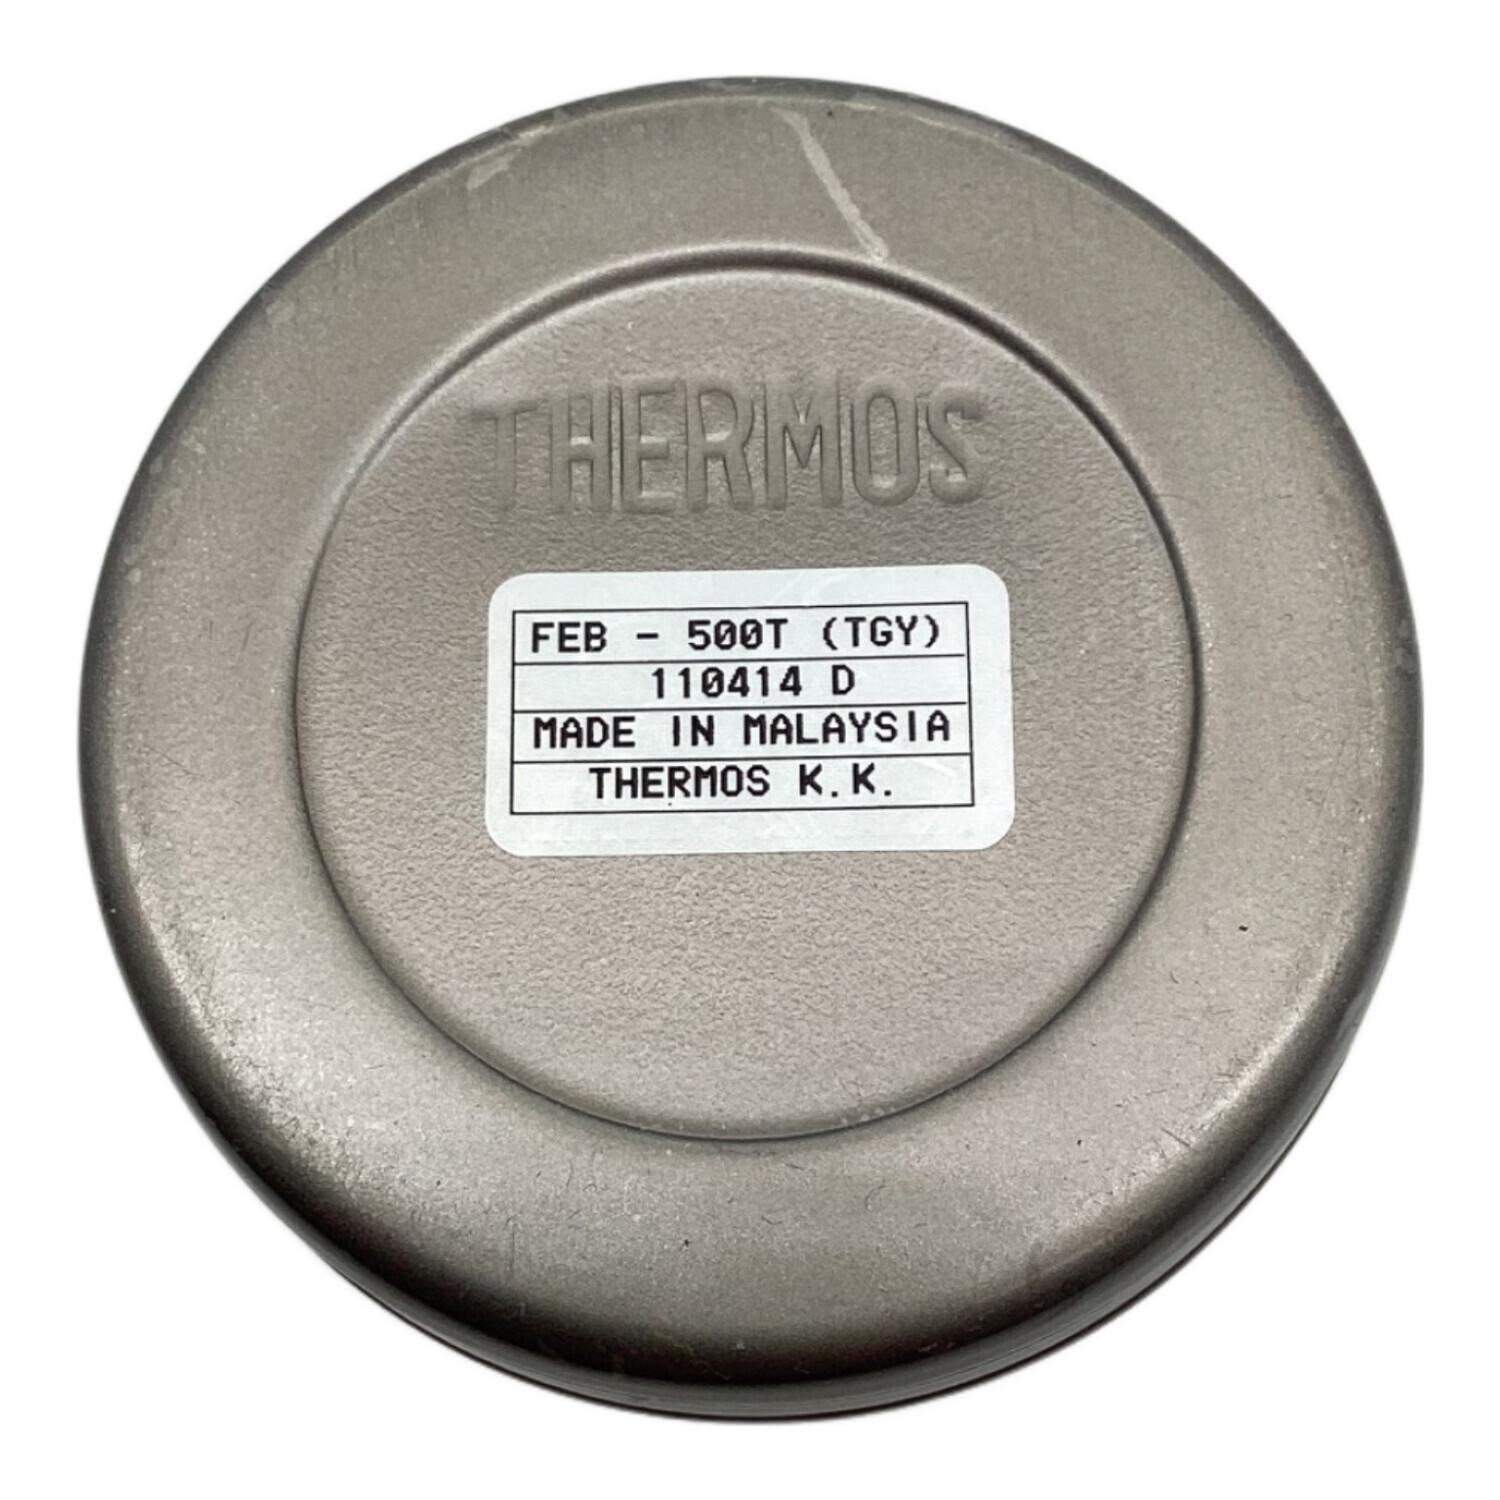 THERMOS
FEB - 500T (TGY)
110414 D
MADE IN MALAYSIA
THERMOS K.K.